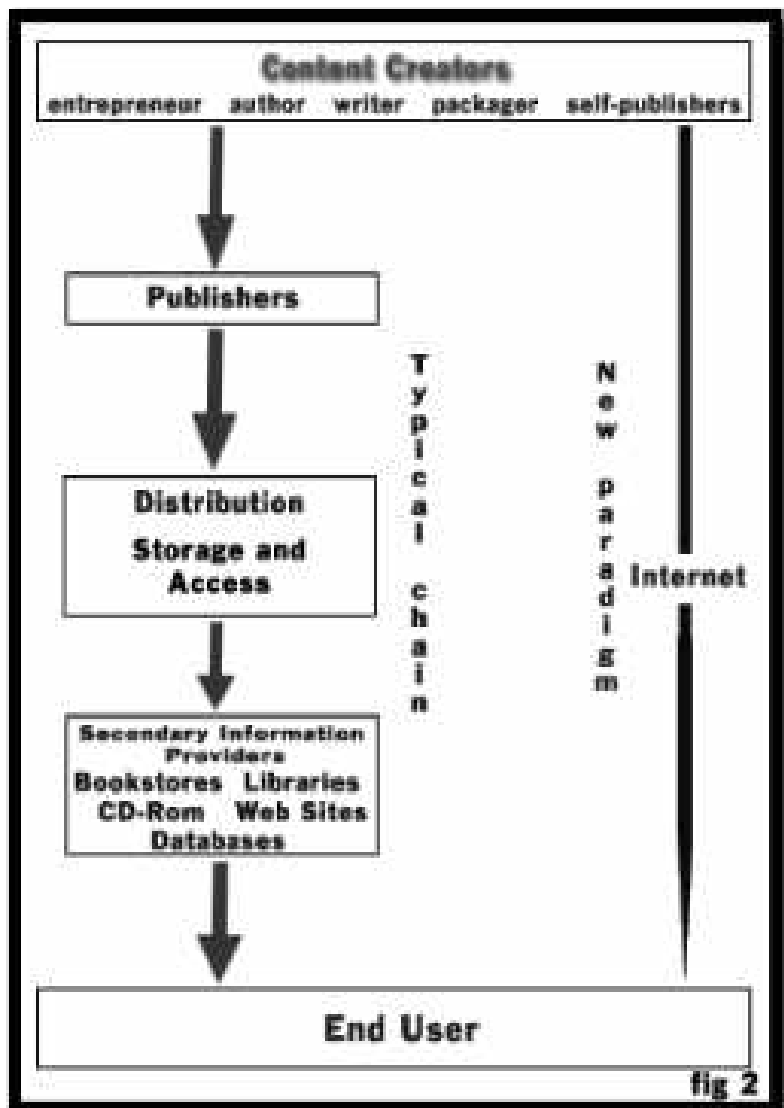 Content Creators
entrepreneur author writer packager self-publishers
Publishers
Typical chain
New paradigm
Distribution
Storage and
Access
Internet
Secondary Information
Providers
Bookstores Libraries
CD-Rom Web Sites
Databases
End User
fig 2